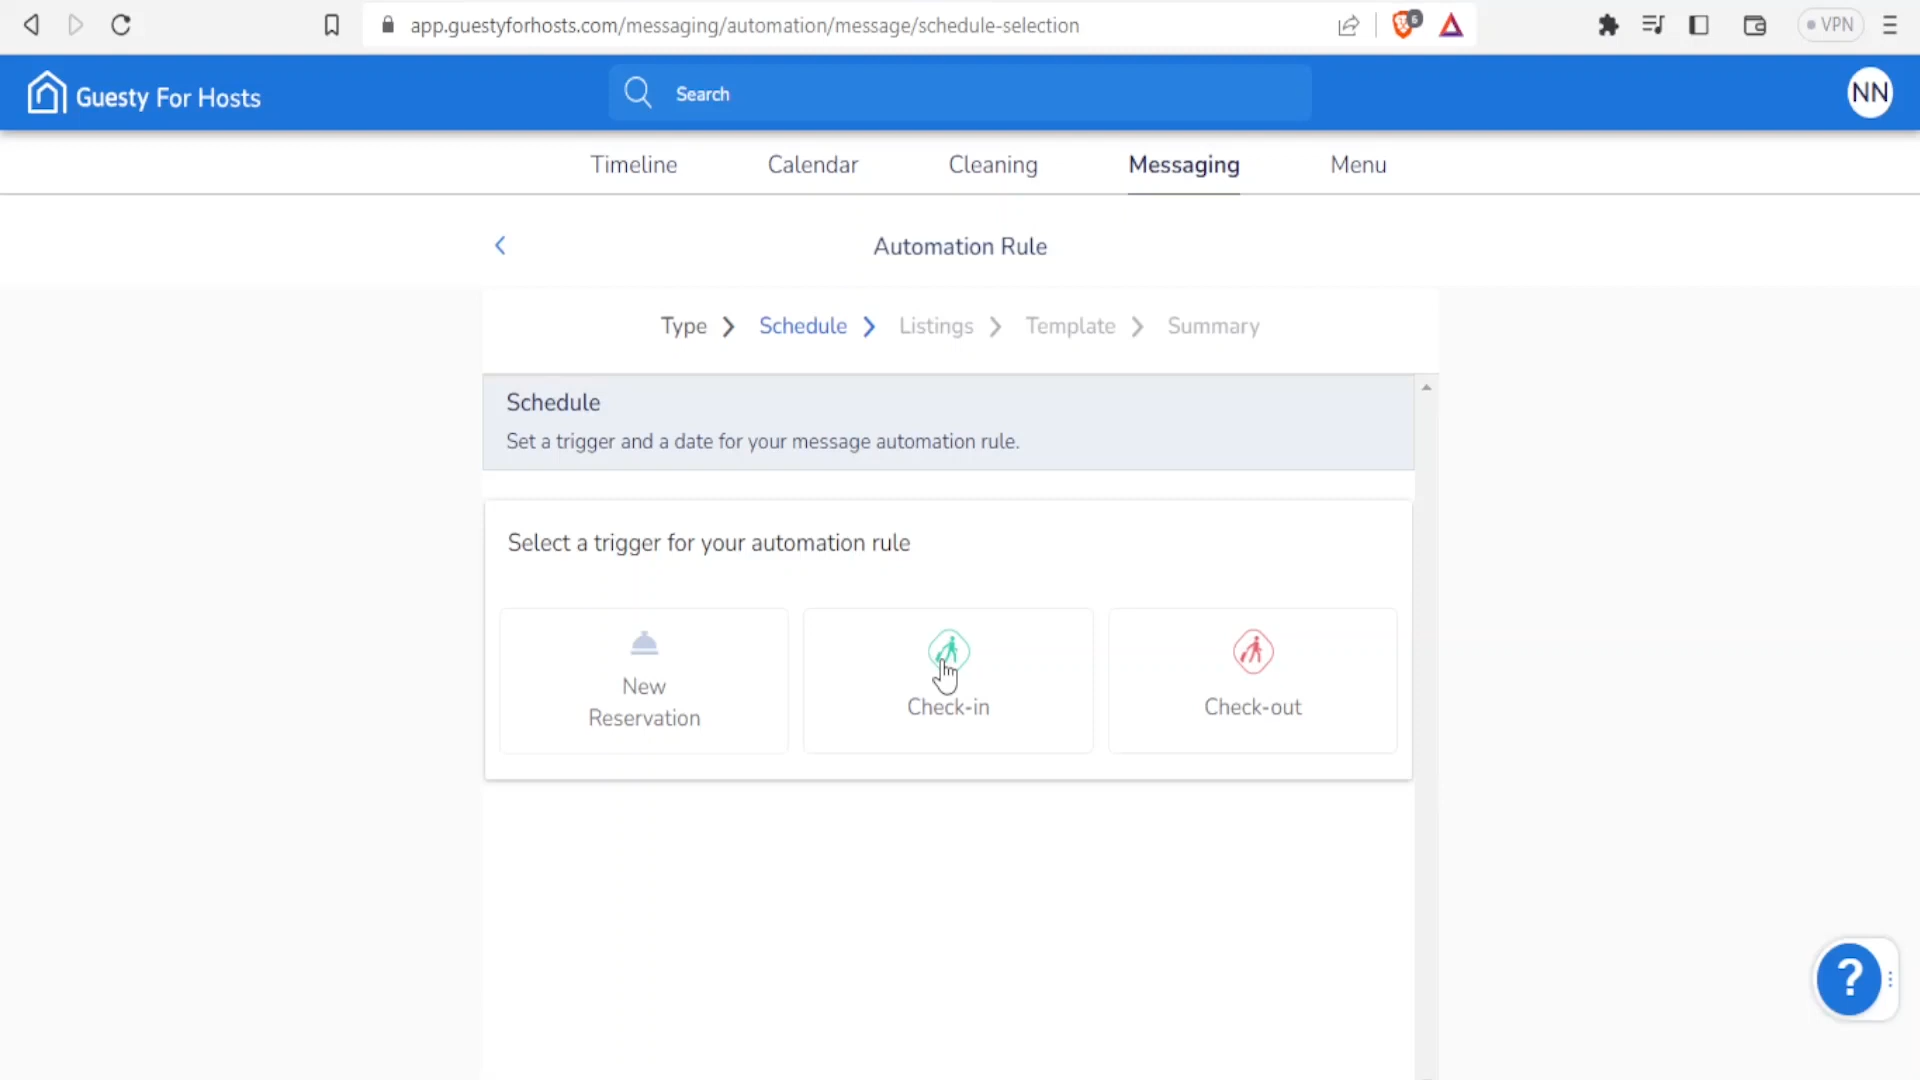 app.guestyforhosts.com/messaging/automation/message/schedule-selection
6
VPN
Guesty For Hosts
Search
NN
Timeline
Calendar
Cleaning
Messaging
Menu
Automation Rule
Type
Schedule
Listings
Template
Summary
Schedule
Set a trigger and a date for your message automation rule.
Select a trigger for your automation rule
New
Reservation
Check-in
Check-out
?